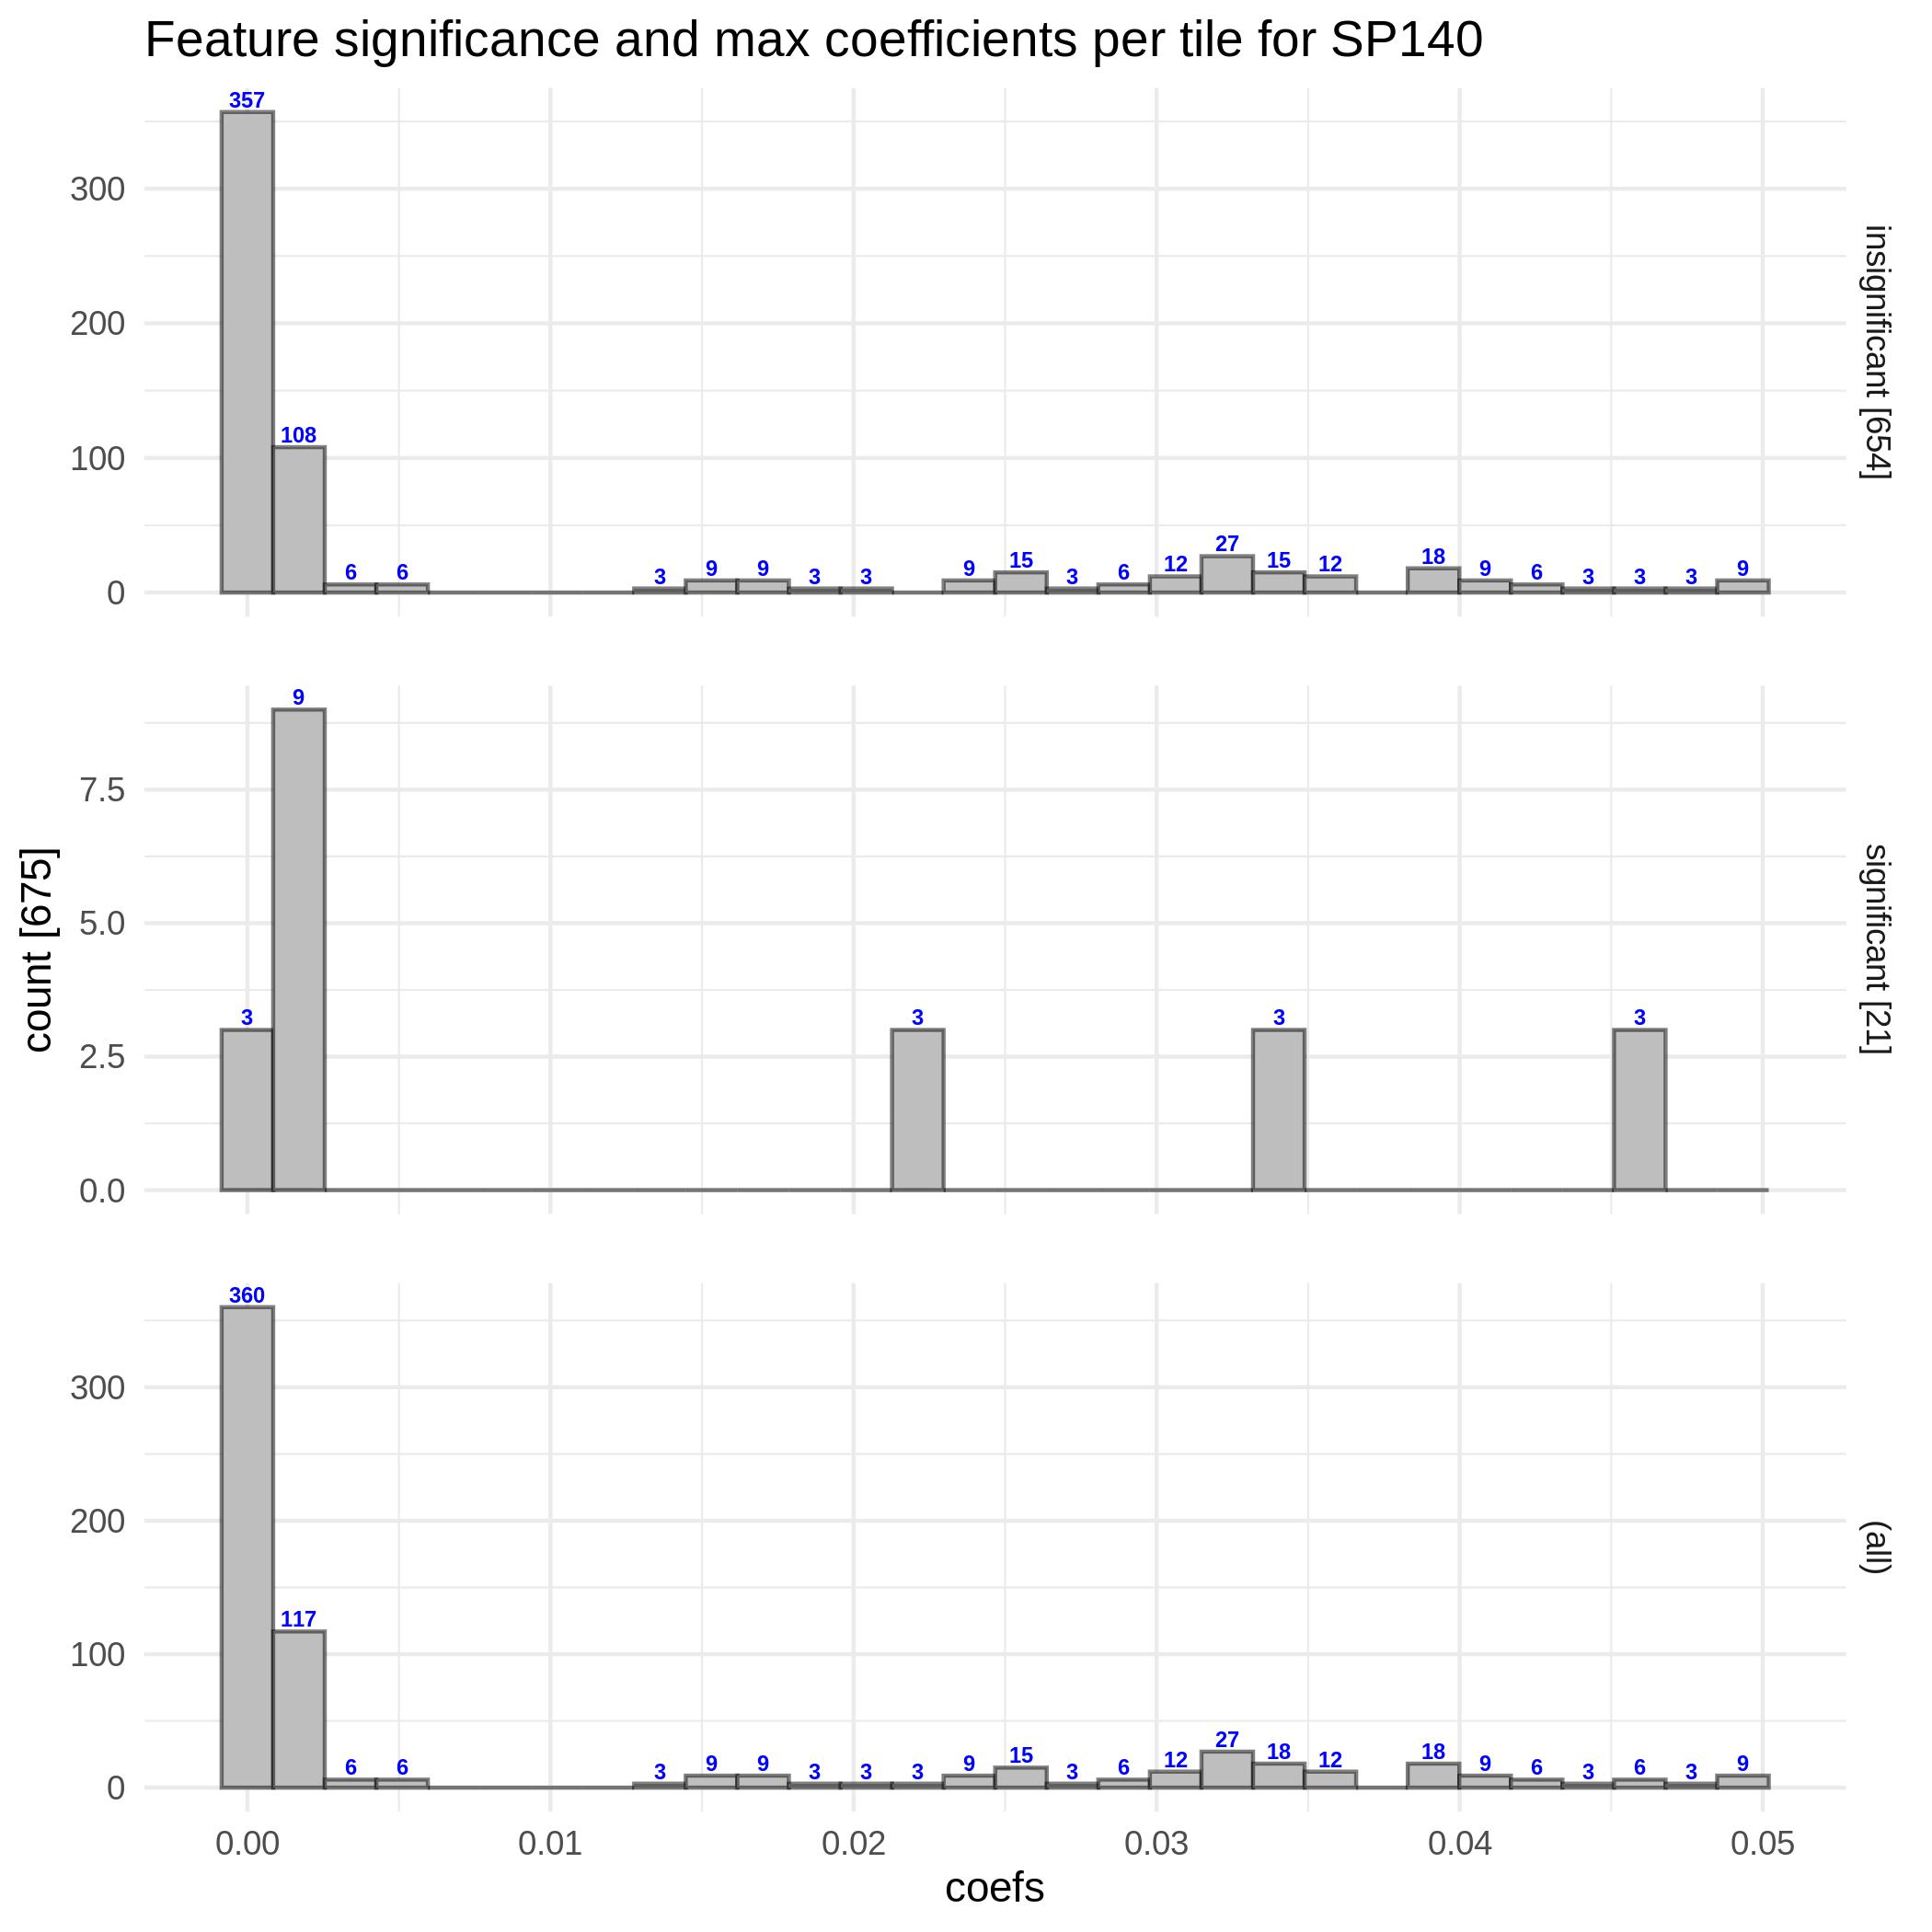 Feature significance and max coefficients per tile for SP140
357
300
200
100
0
108
6 6 3 9 9 3 3 9 15 3 6 12 27 15 12 18 9 6 3 3 3 9
insignificant [654]
9
7.5
5.0
2.5
0.0
3 3 3 3
significant [21]
count [675]
360
300
200
100
0
117
6 6 3 9 9 3 3 3 9 15 3 6 12 27 18 12 18 9 6 3 6 3 9
(all)
0.00 0.01 0.02 0.03 0.04 0.05
coefs